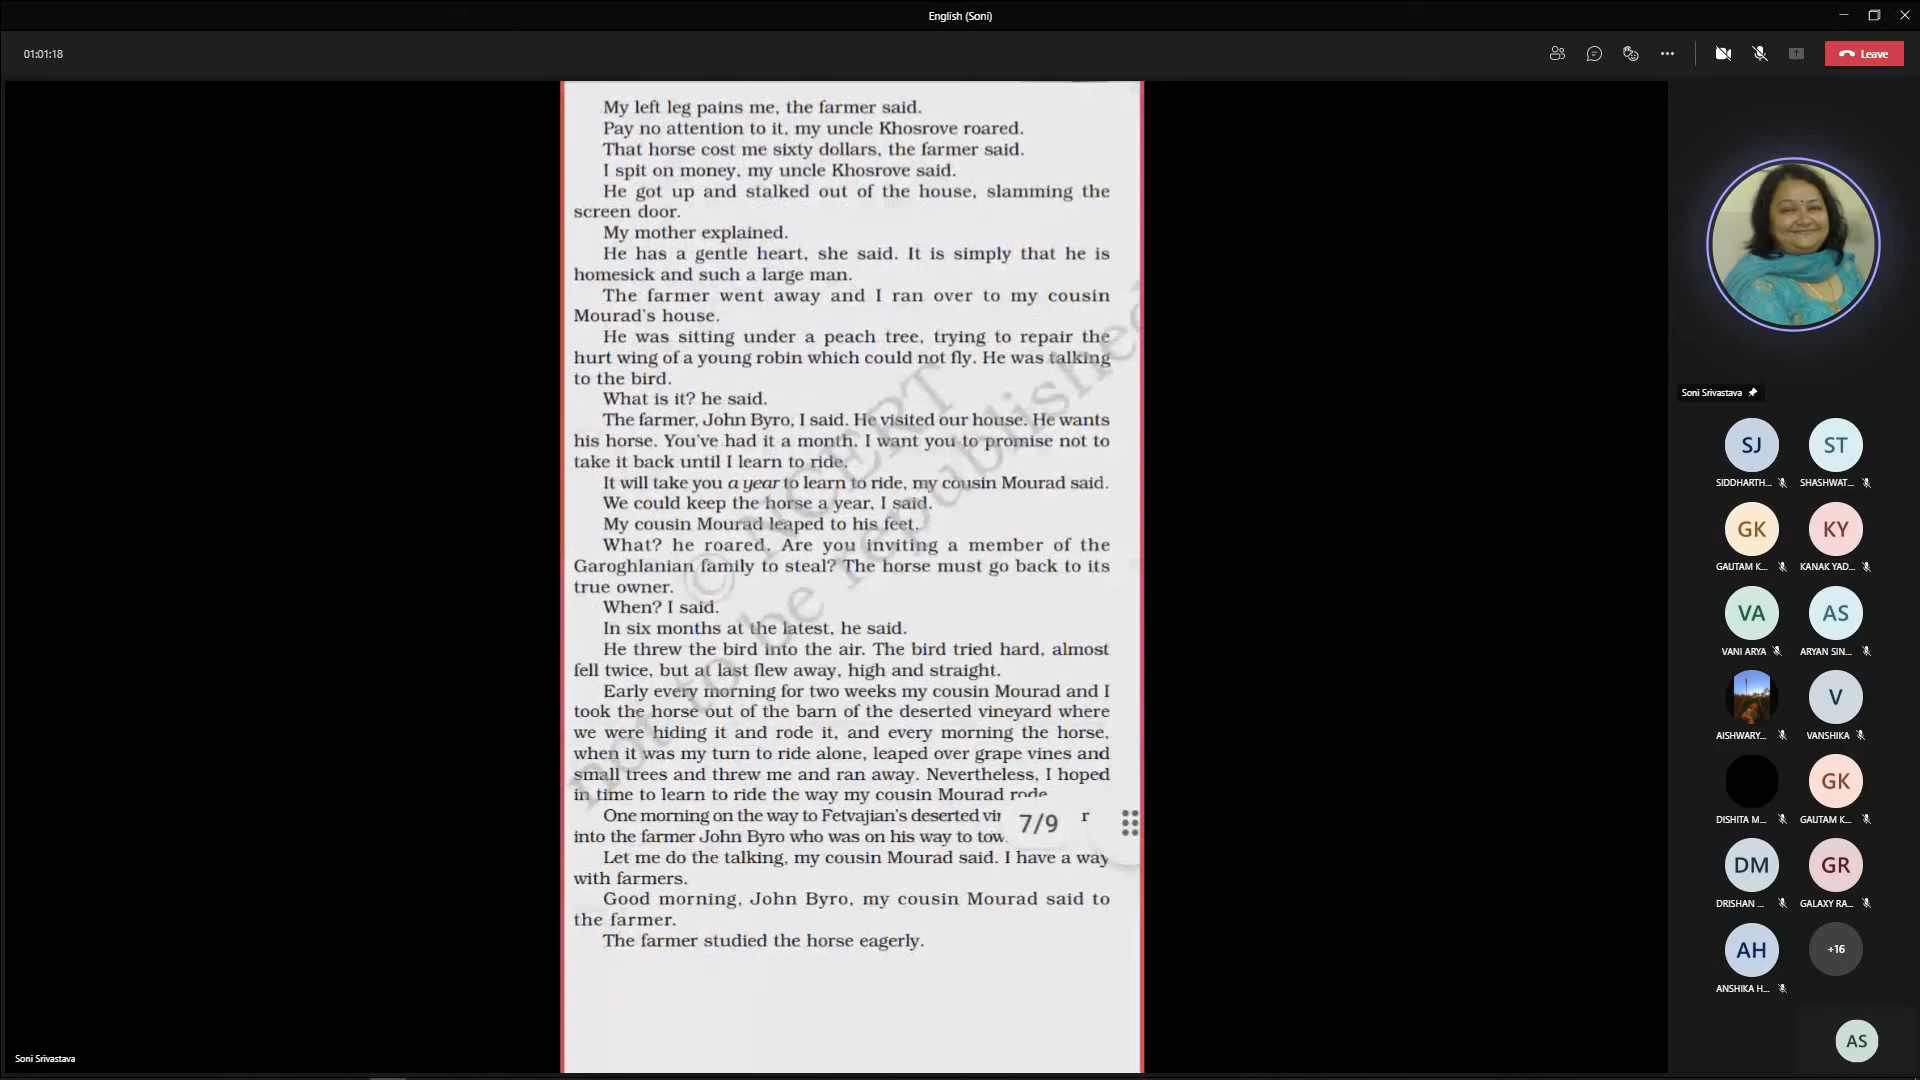 English (Soni)
01:01:18
Leave
My left leg pains me, the farmer said.
Pay no attention to it, my uncle Khosrove roared.
That horse cost me sixty dollars, the farmer said.
I spit on money, my uncle Khosrove said.
He got up and stalked out of the house, slamming the
screen door.
My mother explained.
He has a gentle heart, she said. It is simply that he is
homesick and such a large man.
The farmer went away and I ran over to my cousin
Mourad's house.
He was sitting under a peach tree, trying to repair the
hurt wing of a young robin which could not fly. He was talking
to the bird.
What is it? he said.
The farmer, John Byro, I said. He visited our house. He wants
his horse. You've had it a month. I want you to promise not to
take it back until I learn to ride.
It will take you a year to learn to ride, my cousin Mourad said.
We could keep the horse a year, I said.
My cousin Mourad leaped to his feet.
What? he roared. Are you inviting a member of the
Garoghlanian family to steal? The horse must go back to its
true owner.
When? I said.
In six months at the latest, he said.
He threw the bird into the air. The bird tried hard, almost
fell twice, but at last flew away, high and straight.
Early every morning for two weeks my cousin Mourad and I
took the horse out of the barn of the deserted vineyard where
we were hiding it and rode it, and every morning the horse,
when it was my turn to ride alone, leaped over grape vines and
small trees and threw me and ran away. Nevertheless, I hoped
in time to learn to ride the way my cousin Mourad rode.
One morning on the way to Fetvajian's deserted
into the farmer John Byro who was on his way to
7/9
Let me do the talking, my cousin Mourad said. I have a way
with farmers.
Good morning, John Byro, my cousin Mourad said to
the farmer.
The farmer studied the horse eagerly.
© NCERT
not to be republished
Soni Srivastava
Soni Srivastava
SJ ST
SIDDHARTH... SHASHWAT...
GK KY
GAUTAM K... KANAK YAD...
VA AS
VANI ARYA ARYAN SIN...
V
AISHWARY... VANSHIKA
GK
DISHITA M... GAUTAM K...
DM GR
DRISHAN ... GALAXY RA...
AH +16
ANSHIKA H...
AS